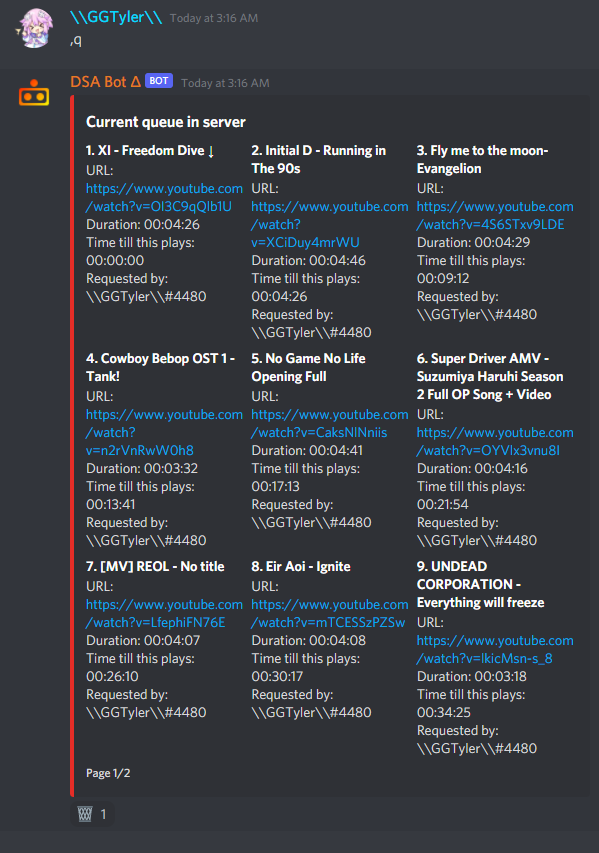 \\GGTyler\\ Today at 3:16 AM
,q
DSA Bot Δ BOT Today at 3:16 AM
Current queue in server
1. XI - Freedom Dive ↓
URL:
https://www.youtube.com
/watch?v=OI3C9qQlb1U
Duration: 00:04:26
Time till this plays:
00:00:00
Requested by:
\\GGTyler\\#4480
2. Initial D - Running in
The 90s
URL:
https://www.youtube.com
/watch?
v=XCiDuy4mrWU
Duration: 00:04:46
Time till this plays:
00:04:26
Requested by:
\\GGTyler\\#4480
3. Fly me to the moon-
Evangelion
URL:
https://www.youtube.com
/watch?v=4S6STxv9LDE
Duration: 00:04:29
Time till this plays:
00:09:12
Requested by:
\\GGTyler\\#4480
4. Cowboy Bebop OST 1 -
Tank!
URL:
https://www.youtube.com
/watch?
v=n2rVnRwW0h8
Duration: 00:03:32
Time till this plays:
00:13:41
Requested by:
\\GGTyler\\#4480
5. No Game No Life
Opening Full
URL:
https://www.youtube.com
/watch?v=CaksNlNniis
Duration: 00:04:41
Time till this plays:
00:17:13
Requested by:
\\GGTyler\\#4480
6. Super Driver AMV -
Suzumiya Haruhi Season
2 Full OP Song + Video
URL:
https://www.youtube.com
/watch?v=OYVlx3vnu8I
Duration: 00:04:16
Time till this plays:
00:21:54
Requested by:
\\GGTyler\\#4480
7. [MV] REOL - No title
URL:
https://www.youtube.com
/watch?v=LfephiFN76E
Duration: 00:04:07
Time till this plays:
00:26:10
Requested by:
\\GGTyler\\#4480
8. Eir Aoi - Ignite
URL:
https://www.youtube.com
/watch?v=mTCESSzPZSw
Duration: 00:04:08
Time till this plays:
00:30:17
Requested by:
\\GGTyler\\#4480
9. UNDEAD
CORPORATION -
Everything will freeze
URL:
https://www.youtube.com
/watch?v=lkicMsn-s_8
Duration: 00:03:18
Time till this plays:
00:34:25
Requested by:
\\GGTyler\\#4480
Page 1/2
1